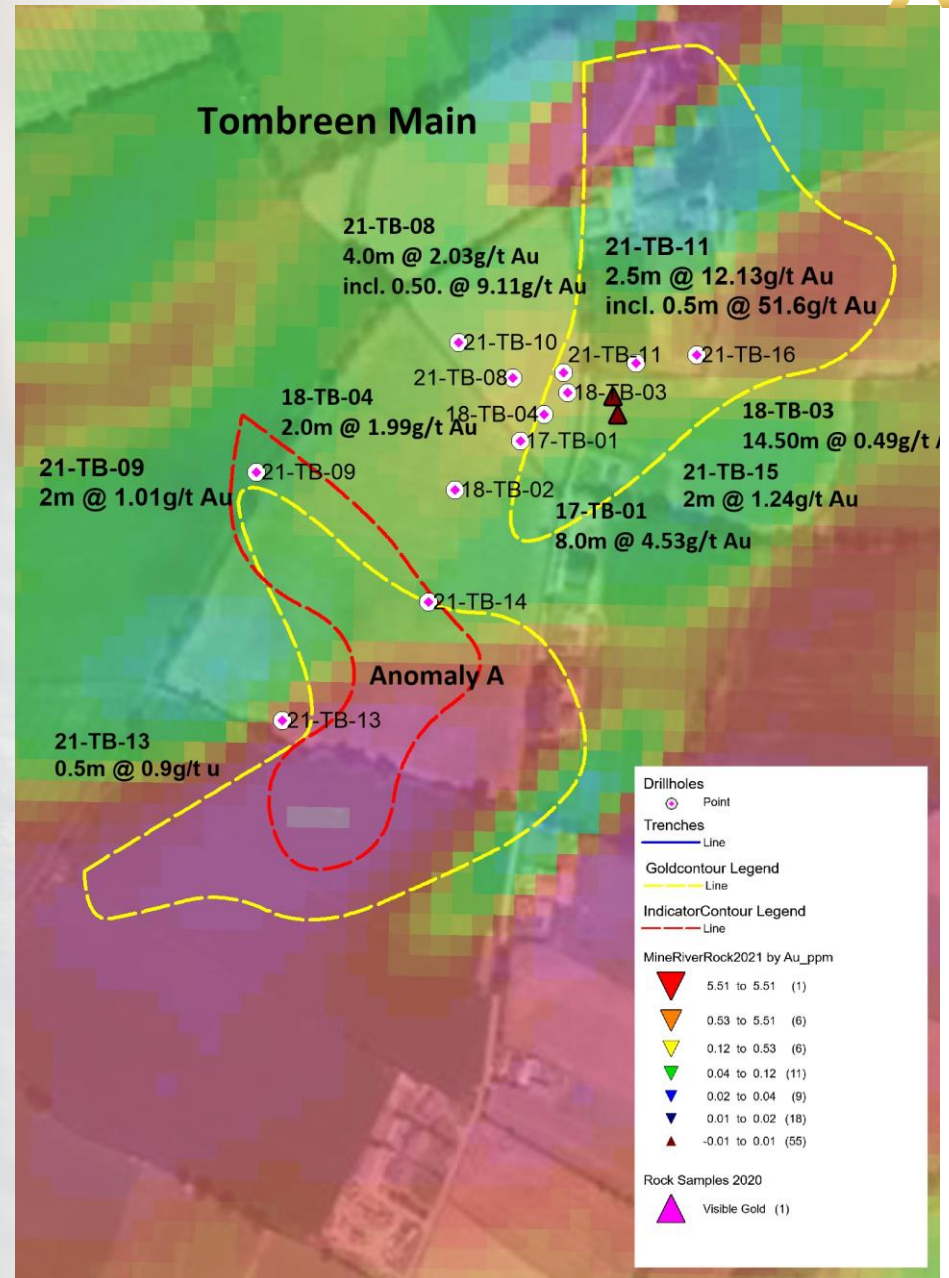 Tombreen Main
21-TB-08
4.0m @ 2.03g/t Au
incl. 0.50. @ 9.11g/t Au
21-TB-11
2.5m @ 12.13g/t Au
incl. 0.5m @ 51.6g/t Au
21-TB-10
21-TB-11
21-TB-16
21-TB-08
18-TB-03
18-TB-04
2.0m @ 1.99g/t Au
18-TB-04
17-TB-01
18-TB-03
14.50m @ 0.49g/t A
21-TB-09
2m @ 1.01g/t Au
21-TB-09
18-TB-02
21-TB-15
2m @ 1.24g/t Au
17-TB-01
8.0m @ 4.53g/t Au
21-TB-14
Anomaly A
21-TB-13
21-TB-13
0.5m @ 0.9g/t u
Drillholes
Point
Trenches
Line
Goldcontour Legend
Line
IndicatorContour Legend
Line
MineRiverRock2021 by Au_ppm
5.51 to 5.51 (1)
0.53 to 5.51 (6)
0.12 to 0.53 (6)
0.04 to 0.12 (11)
0.02 to 0.04 (9)
0.01 to 0.02 (18)
-0.01 to 0.01 (55)
Rock Samples 2020
Visible Gold (1)